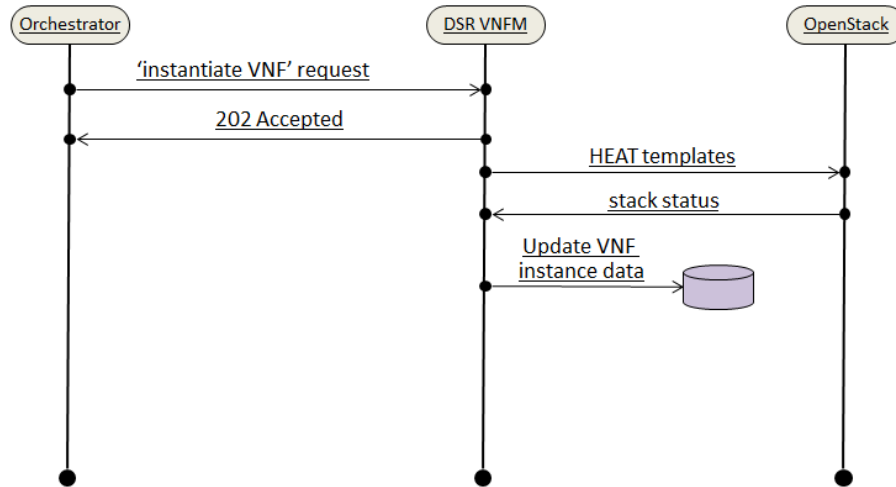 Orchestrator
DSR VNFM
OpenStack
‘instantiate VNF’ request
202 Accepted
HEAT templates
stack status
Update VNF
instance data